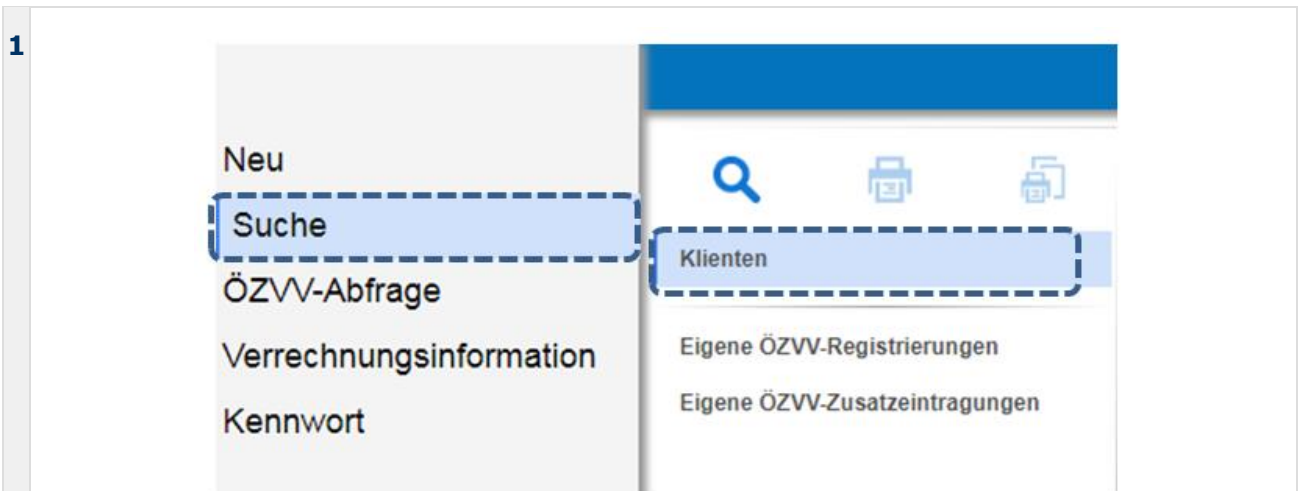 1
Neu
Suche
ÖZVV-Abfrage
Verrechnungsinformation
Kennwort
Klienten
Eigene ÖZVV-Registrierungen
Eigene ÖZVV-Zusatzeintragungen